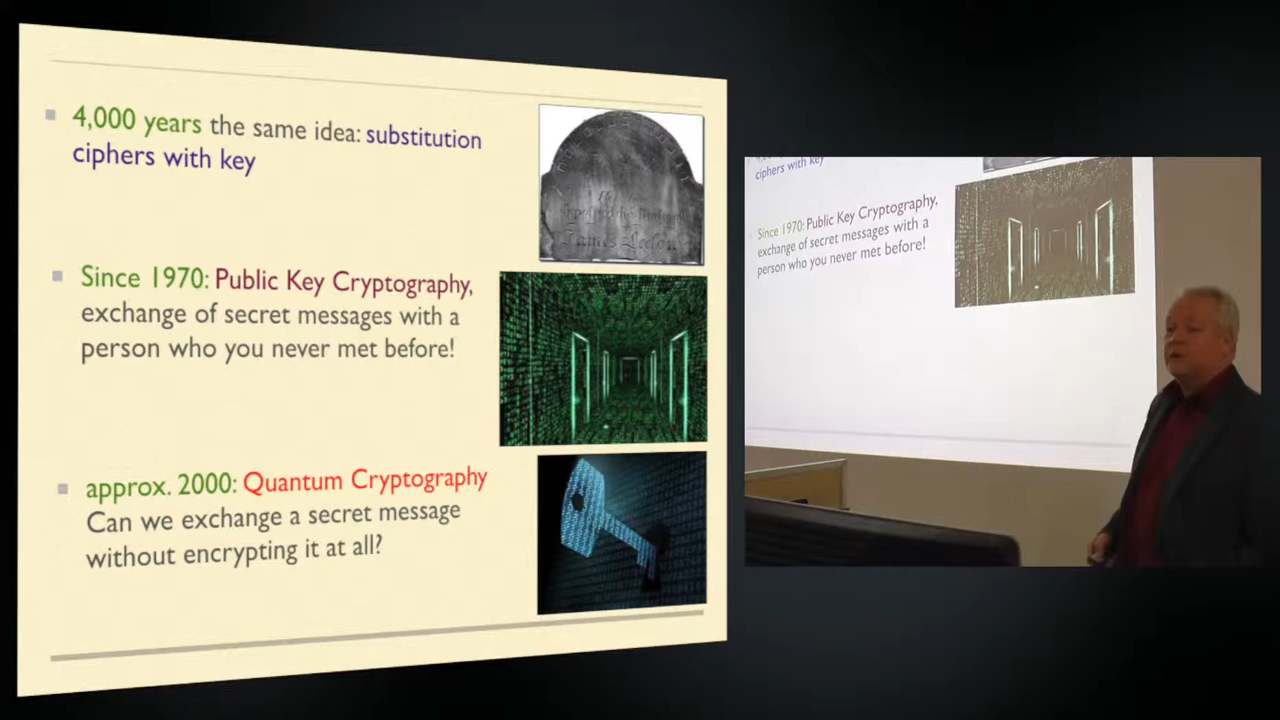 4,000 years the same idea: substitution
ciphers with key
Since 1970: Public Key Cryptography,
exchange of secret messages with a
person who you never met before!
approx. 2000: Quantum Cryptography
Can we exchange a secret message
without encrypting it at all?
James Leeson
ciphers with key
Since 1970: Public Key Cryptography,
exchange of secret messages with a
person who you never met before!